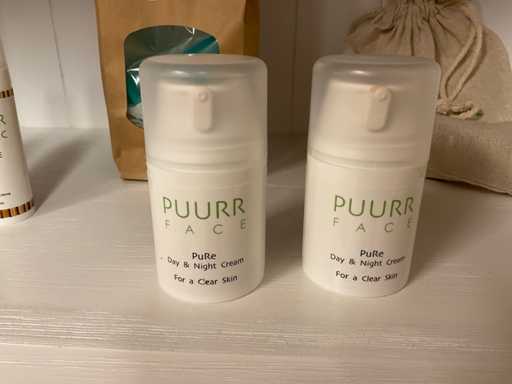 PUURR
FACE
PuRe
Day & Night Cream
For a Clear Skin
PUURR
FACE
PuRe
Day & Night Cream
For a Clear Skin